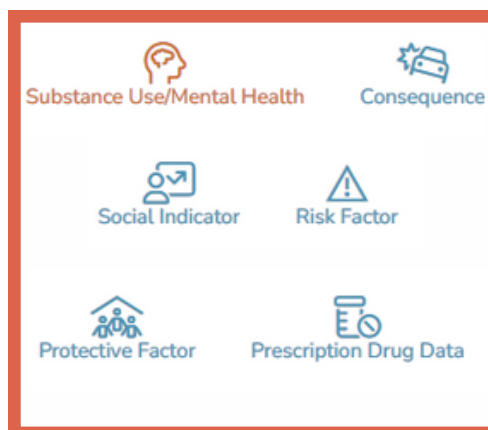 Substance Use/Mental Health
Consequence
Social Indicator
Risk Factor
Protective Factor
Prescription Drug Data